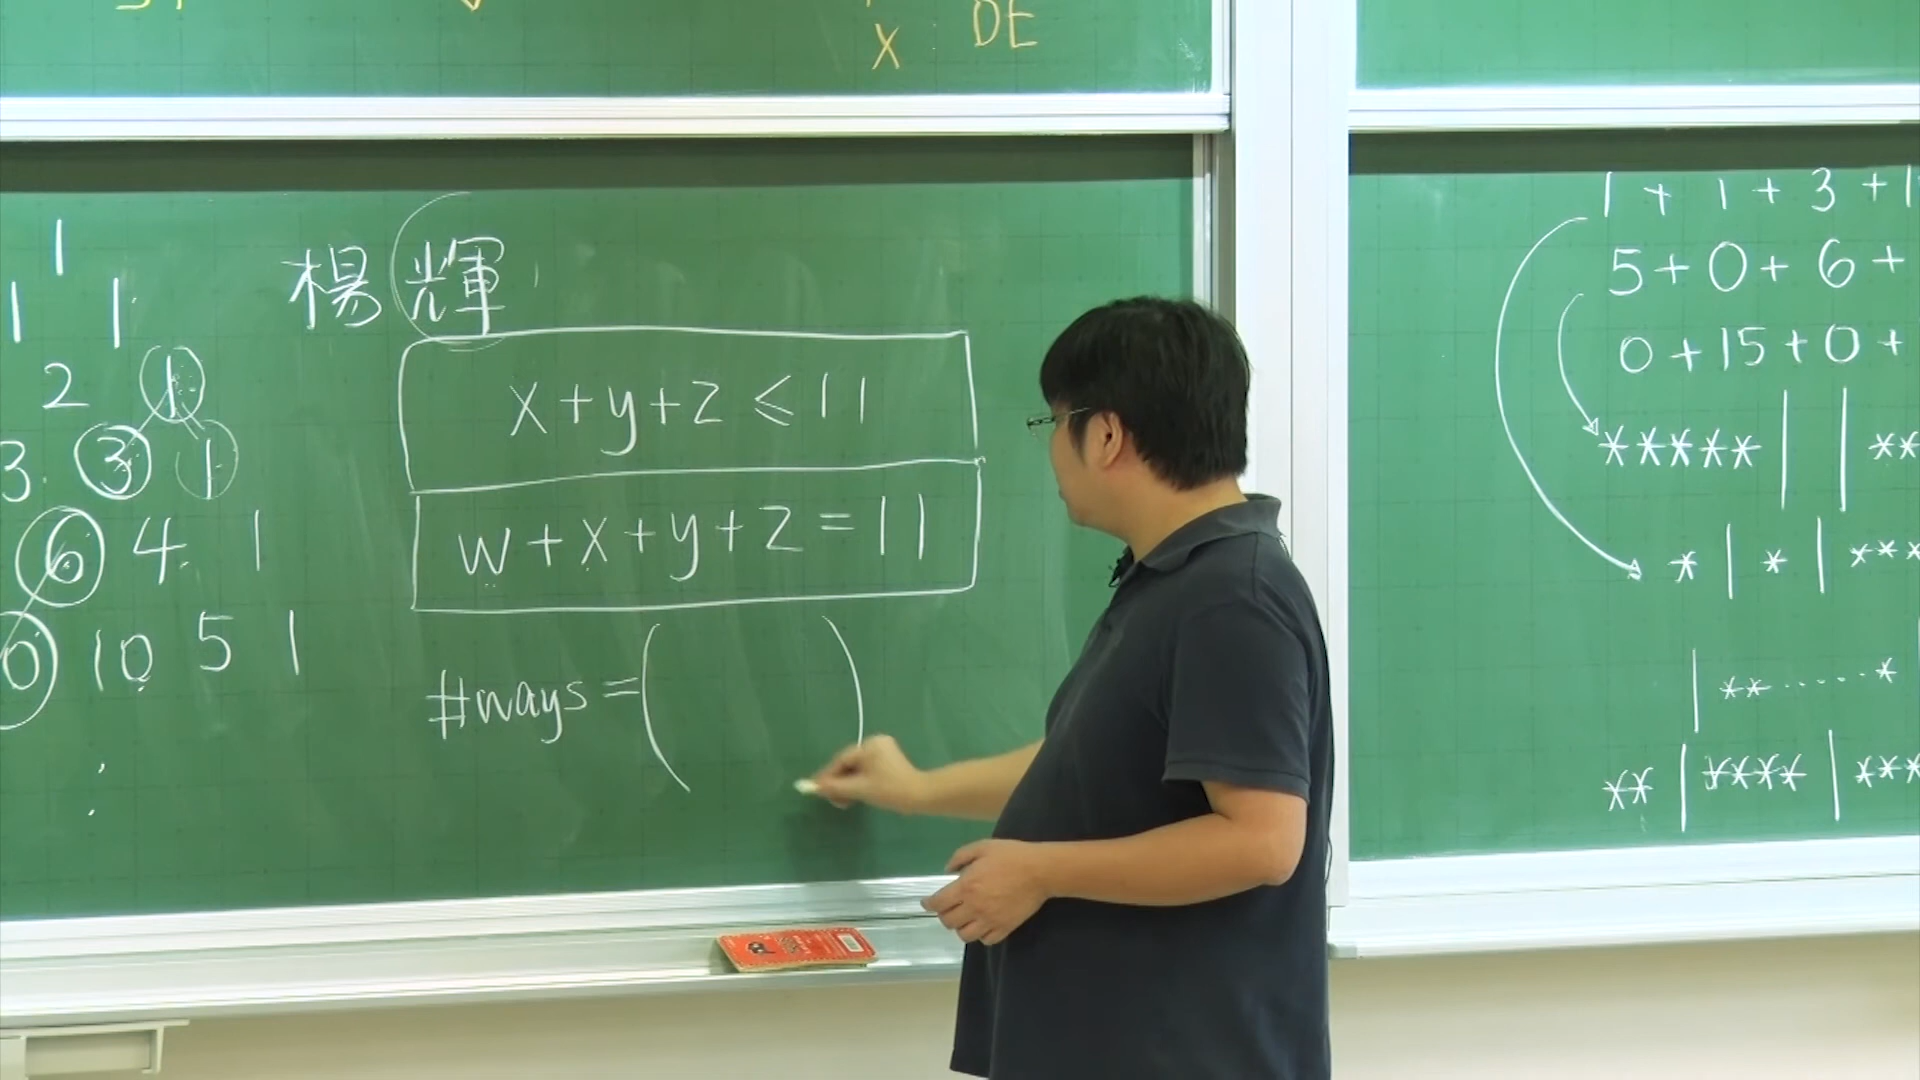 x DE
1
1 1
2 1
3 3 1
6 4 1
0 10 5 1
楊輝
x+y+z≤11
w+x+y+z=11
#ways=( )
1 + 1 + 3 + 1
5 + 0 + 6 +
0 + 15 + 0 +
*****| | **
* | * | ***
| **······*
** | **** | ***